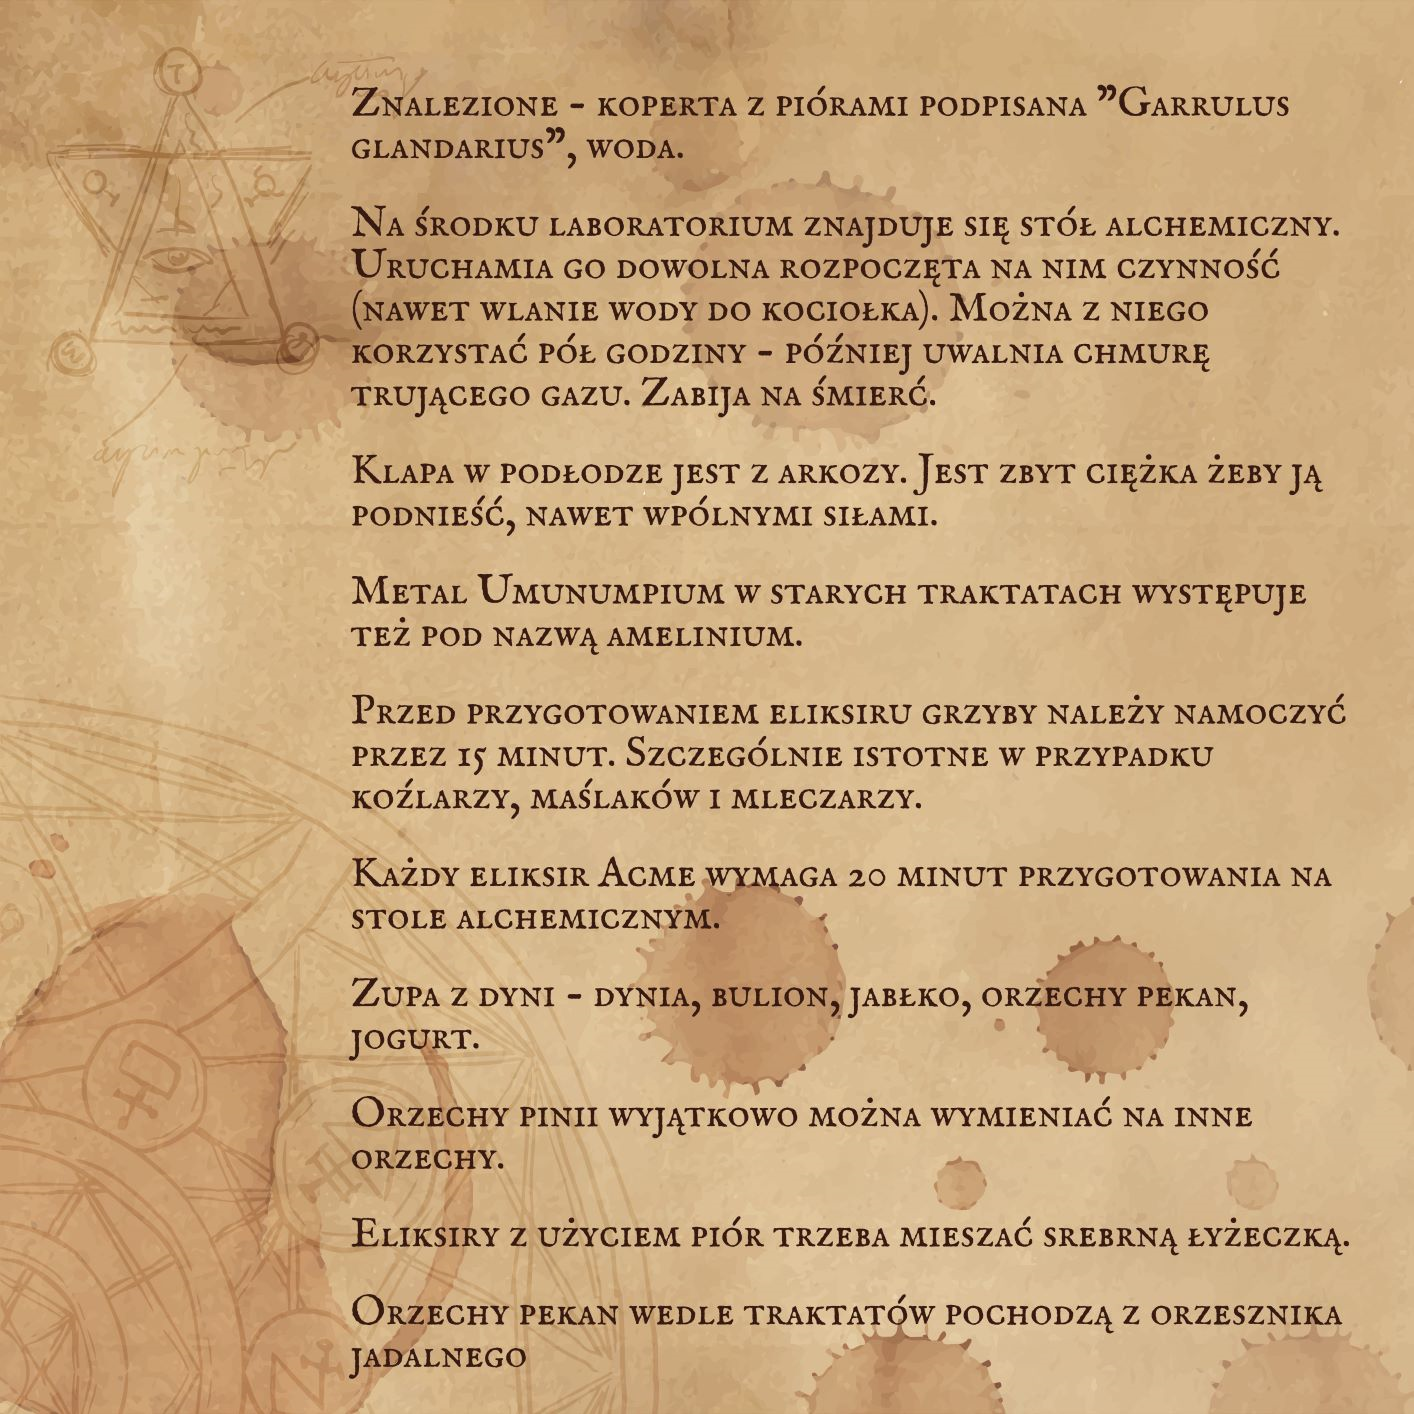 Znalezione - koperta z piórami podpisana ”Garrulus
glandarius”, woda.
Na środku laboratorium znajduje się stół alchemiczny.
Uruchamia go dowolna rozpoczęta na nim czynność
(nawet wlanie wody do kociołka). Można z niego
korzystać pół godziny - później uwalnia chmurę
trującego gazu. Zabija na śmierć.
Klapa w podłodze jest z arkozy. Jest zbyt ciężka żeby ją
podnieść, nawet wpólnymi siłami.
Metal Umunumpium w starych traktatach występuje
też pod nazwą amelinium.
Przed przygotowaniem eliksiru grzyby należy namoczyć
przez 15 minut. Szczególnie istotne w przypadku
koźlarzy, maślaków i mleczarzy.
Każdy eliksir Acme wymaga 20 minut przygotowania na
stole alchemicznym.
Zupa z dyni - dynia, bulion, jabłko, orzechy pekan,
jogurt.
Orzechy pinii wyjątkowo można wymieniać na inne
orzechy.
Eliksiry z użyciem piór trzeba mieszać srebrną łyżeczką.
Orzechy pekan wedle traktatów pochodzą z orzesznika
jadalnego